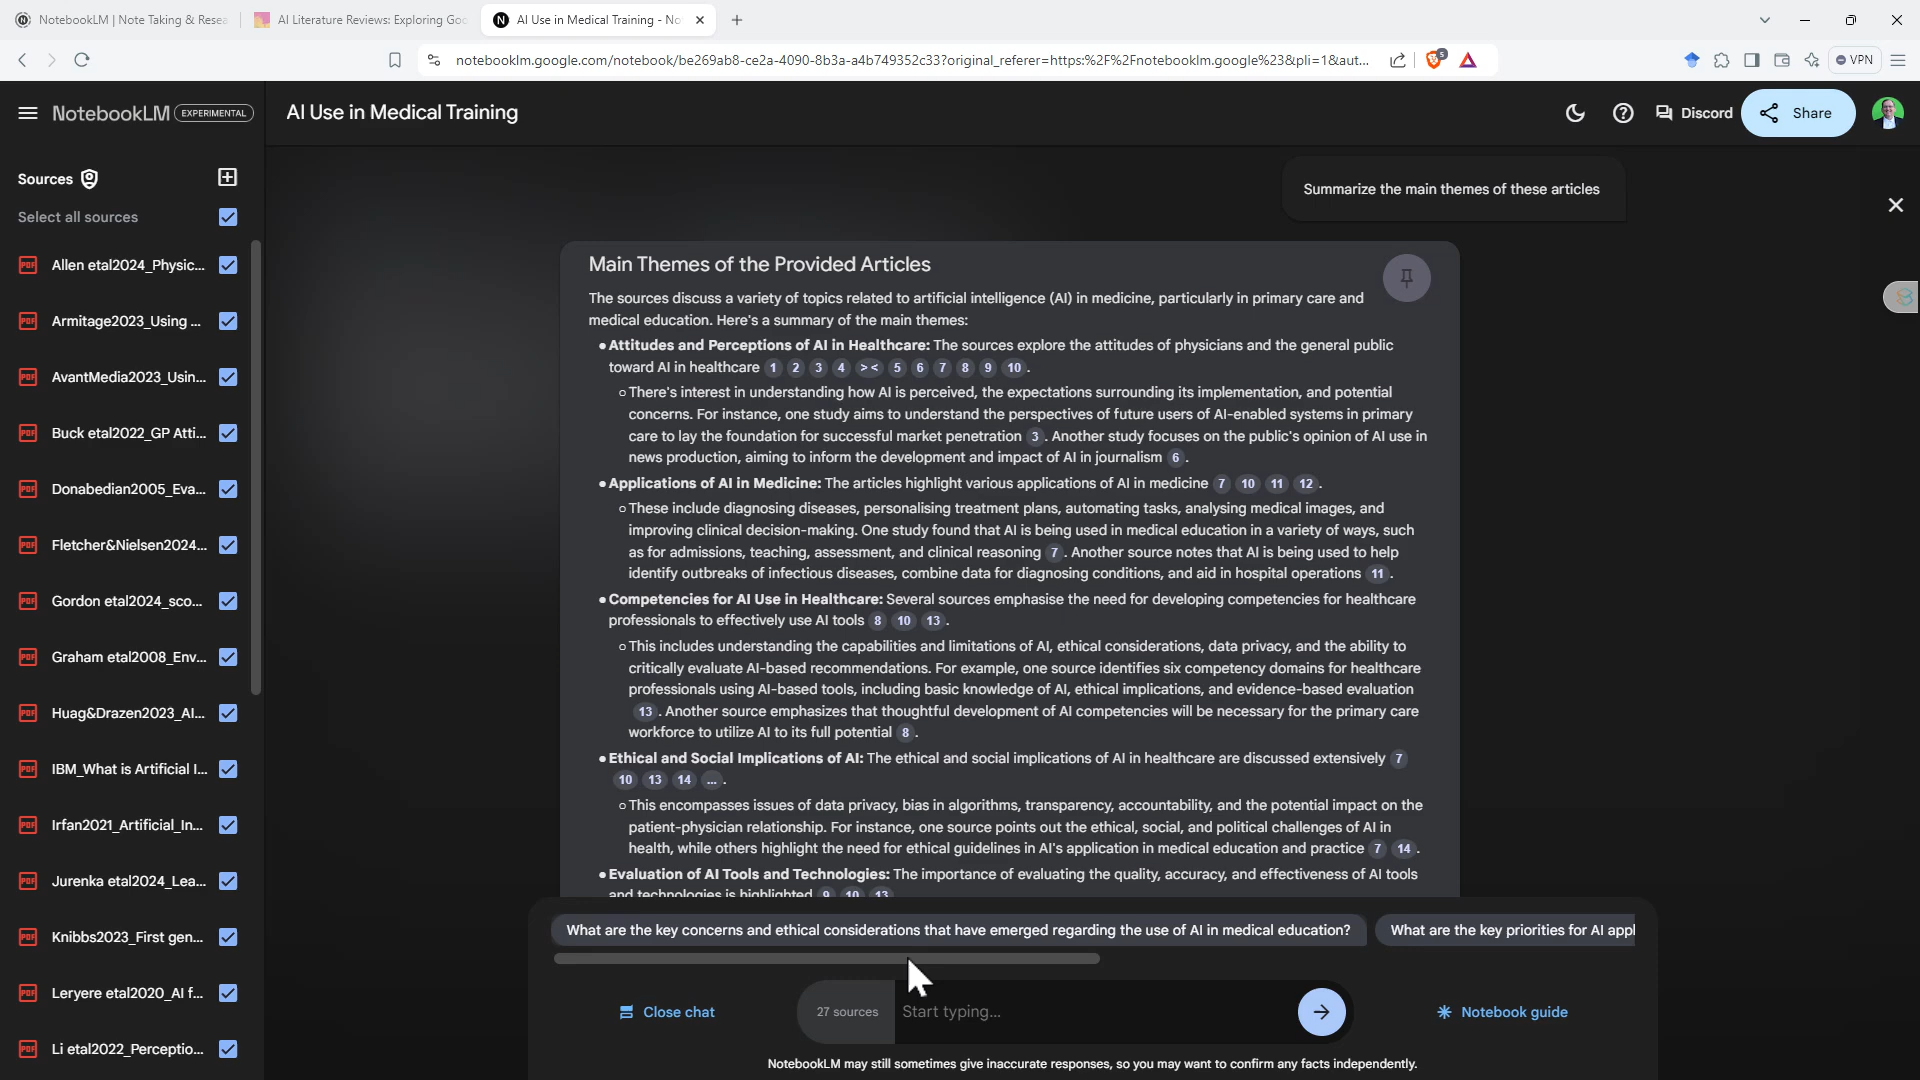 NotebookLM | Note Taking & Resea
AI Literature Reviews: Exploring Goo
AI Use in Medical Training - No
notebooklm.google.com/notebook/be269ab8-ce2a-4090-8b3a-a4b749352c33?original_referer=https:%2F%2Fnotebooklm.google%23&pli=1&aut...
5
VPN
NotebookLM EXPERIMENTAL
AI Use in Medical Training
Discord
Share
Sources
Select all sources
PDF Allen etal2024_Physic...
PDF Armitage2023_Using ...
PDF AvantMedia2023_Usin...
PDF Buck etal2022_GP Atti...
PDF Donabedian2005_Eva...
PDF Fletcher&Nielsen2024...
PDF Gordon etal2024_sco...
PDF Graham etal2008_Env...
PDF Huag&Drazen2023_AI...
PDF IBM_What is Artificial I...
PDF Irfan2021_Artificial_In...
PDF Jurenka etal2024_Lea...
PDF Knibbs2023_First gen...
PDF Leryere etal2020_AI f...
PDF Li etal2022_Perceptio...
Summarize the main themes of these articles
Main Themes of the Provided Articles
The sources discuss a variety of topics related to artificial intelligence (AI) in medicine, particularly in primary care and
medical education. Here's a summary of the main themes:
• Attitudes and Perceptions of AI in Healthcare: The sources explore the attitudes of physicians and the general public
toward AI in healthcare 1 2 3 4 >< 5 6 7 8 9 10 .
○ There's interest in understanding how AI is perceived, the expectations surrounding its implementation, and potential
concerns. For instance, one study aims to understand the perspectives of future users of AI-enabled systems in primary
care to lay the foundation for successful market penetration 3 . Another study focuses on the public's opinion of AI use in
news production, aiming to inform the development and impact of AI in journalism 6 .
• Applications of AI in Medicine: The articles highlight various applications of AI in medicine 7 10 11 12 .
○ These include diagnosing diseases, personalising treatment plans, automating tasks, analysing medical images, and
improving clinical decision-making. One study found that AI is being used in medical education in a variety of ways, such
as for admissions, teaching, assessment, and clinical reasoning 7 . Another source notes that AI is being used to help
identify outbreaks of infectious diseases, combine data for diagnosing conditions, and aid in hospital operations 11 .
• Competencies for AI Use in Healthcare: Several sources emphasise the need for developing competencies for healthcare
professionals to effectively use AI tools 8 10 13 .
○ This includes understanding the capabilities and limitations of AI, ethical considerations, data privacy, and the ability to
critically evaluate AI-based recommendations. For example, one source identifies six competency domains for healthcare
professionals using AI-based tools, including basic knowledge of AI, ethical implications, and evidence-based evaluation
13 . Another source emphasizes that thoughtful development of AI competencies will be necessary for the primary care
workforce to utilize AI to its full potential 8 .
• Ethical and Social Implications of AI: The ethical and social implications of AI in healthcare are discussed extensively 7
10 13 14 ... .
○ This encompasses issues of data privacy, bias in algorithms, transparency, accountability, and the potential impact on the
patient-physician relationship. For instance, one source points out the ethical, social, and political challenges of AI in
health, while others highlight the need for ethical guidelines in AI's application in medical education and practice 7 14 .
• Evaluation of AI Tools and Technologies: The importance of evaluating the quality, accuracy, and effectiveness of AI tools
and technologies is highlighted 9 10 13
What are the key concerns and ethical considerations that have emerged regarding the use of AI in medical education?
What are the key priorities for AI appl
Close chat
27 sources
Start typing...
Notebook guide
NotebookLM may still sometimes give inaccurate responses, so you may want to confirm any facts independently.